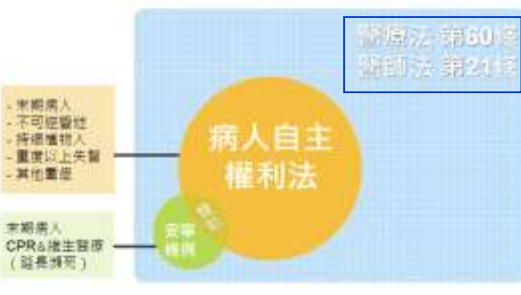 醫療法 第60條
醫師法 第21條
- 末期病人
- 不可逆昏迷
- 持續植物人
- 重度以上失智
- 其他重症
病人自主
權利法
末期病人
CPR&維生醫療
（延長瀕死）
安寧
緩和